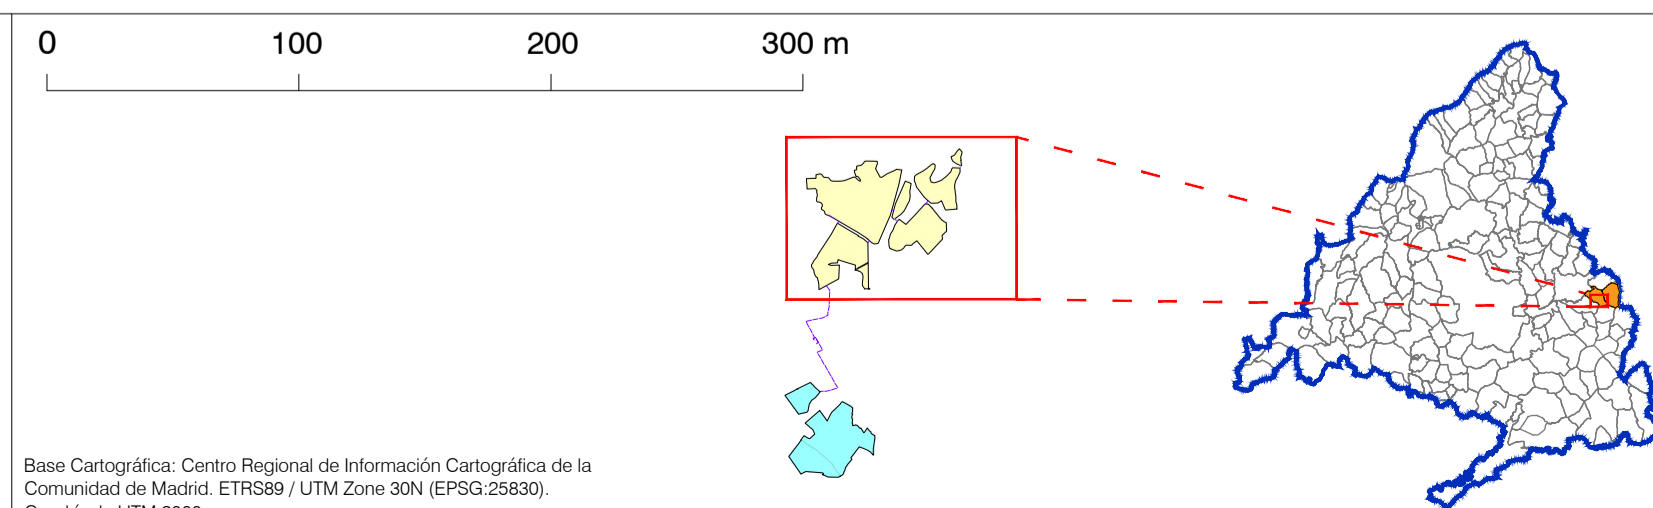 0 100 200 300 m
Base Cartográfica: Centro Regional de Información Cartográfica de la
Comunidad de Madrid. ETRS89 / UTM Zone 30N (EPSG:25830).